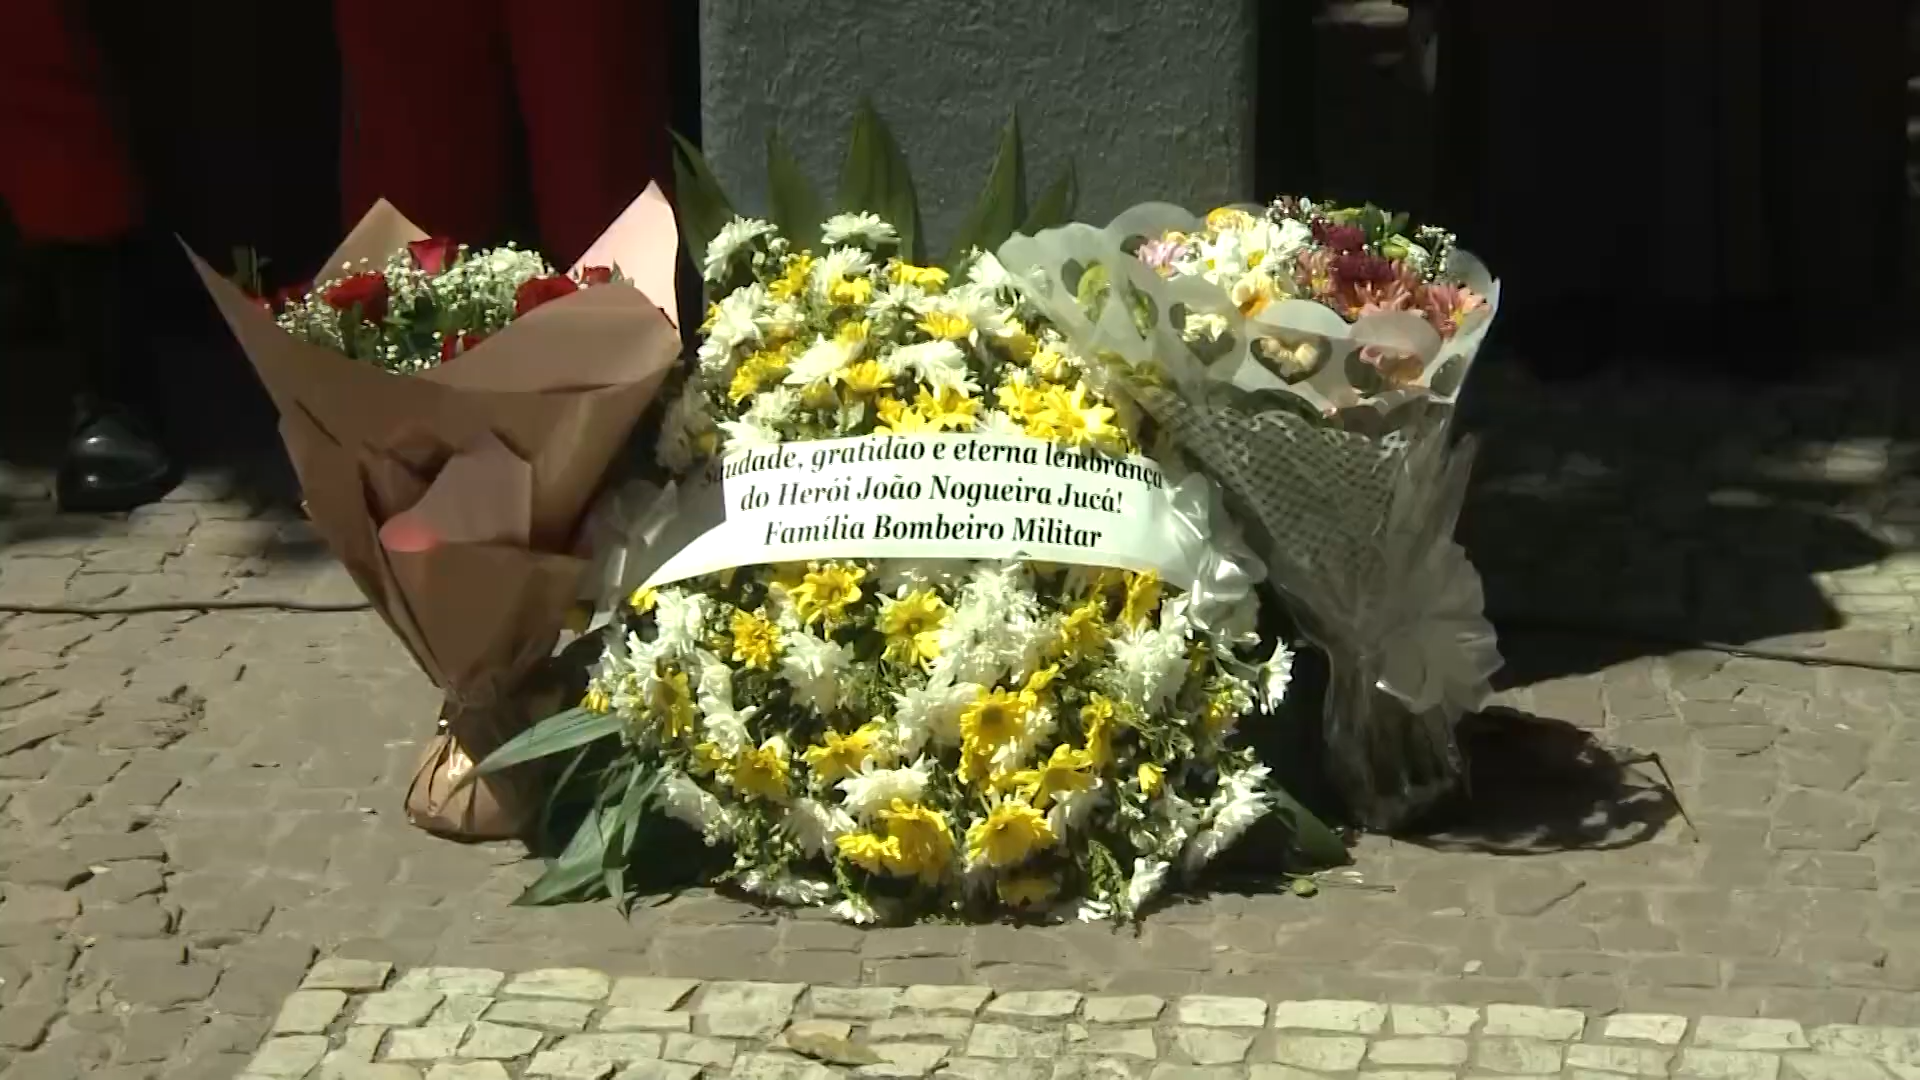 Saudade, gratidão e eterna lembrança
do Herói João Nogueira Jucá!
Família Bombeiro Militar